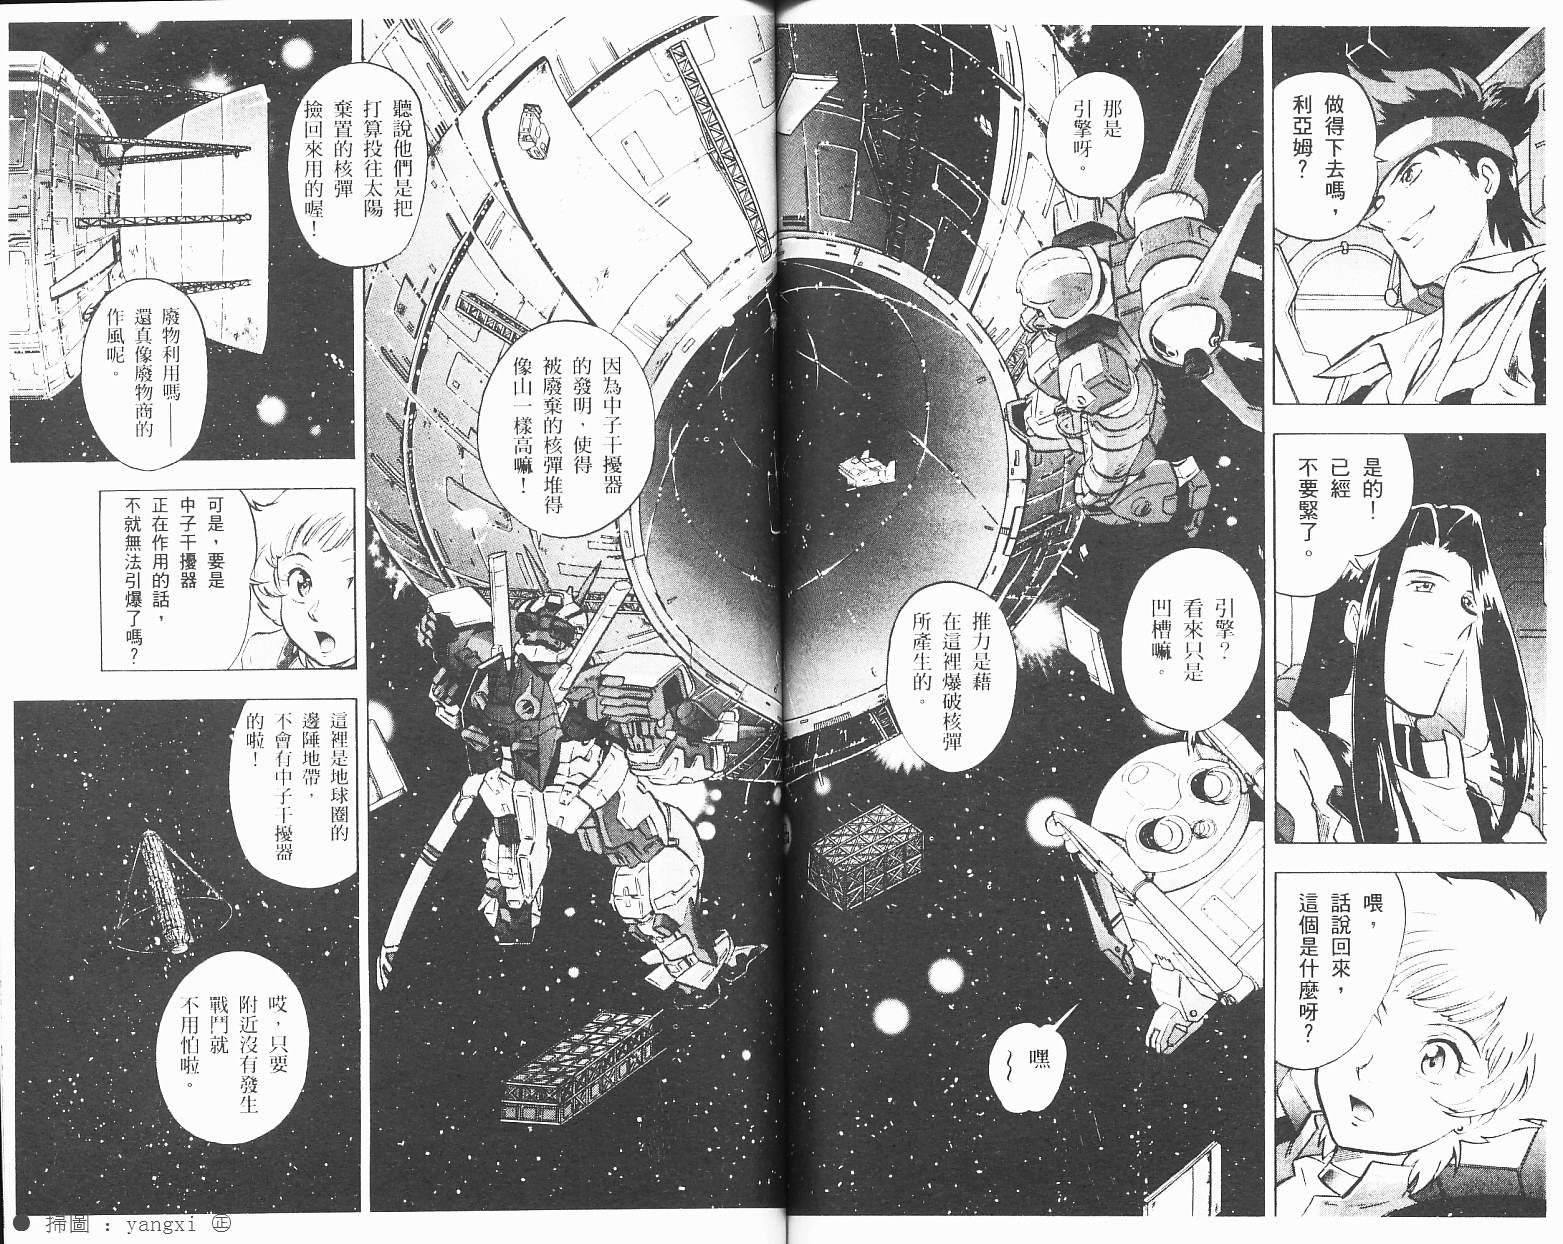 做得下去嗎，
利亞姆？
是的！
已經
不要緊了。
喂，
話說回來，
這個是什麼呀？
那是
引擎呀。
引擎？
看來只是
凹槽嘛。
推力是藉
在這裡爆破核彈
所產生的。
嘿～
因為中子干擾器
的發明，使得
被廢棄的核彈堆得
像山一樣高嘛！
聽說他們是把
打算投往太陽
棄置的核彈
撿回來用的喔！
廢物利用嗎——
還真像廢物商的
作風呢。
可是，要是
中子干擾器
正在作用的話，
不就無法引爆了嗎？
這裡是地球圈的
邊陲地帶，
不會有中子干擾器
的啦！
哎，只要
附近沒有發生
戰鬥就
不用怕啦。
● 掃圖 : yangxi ㊣